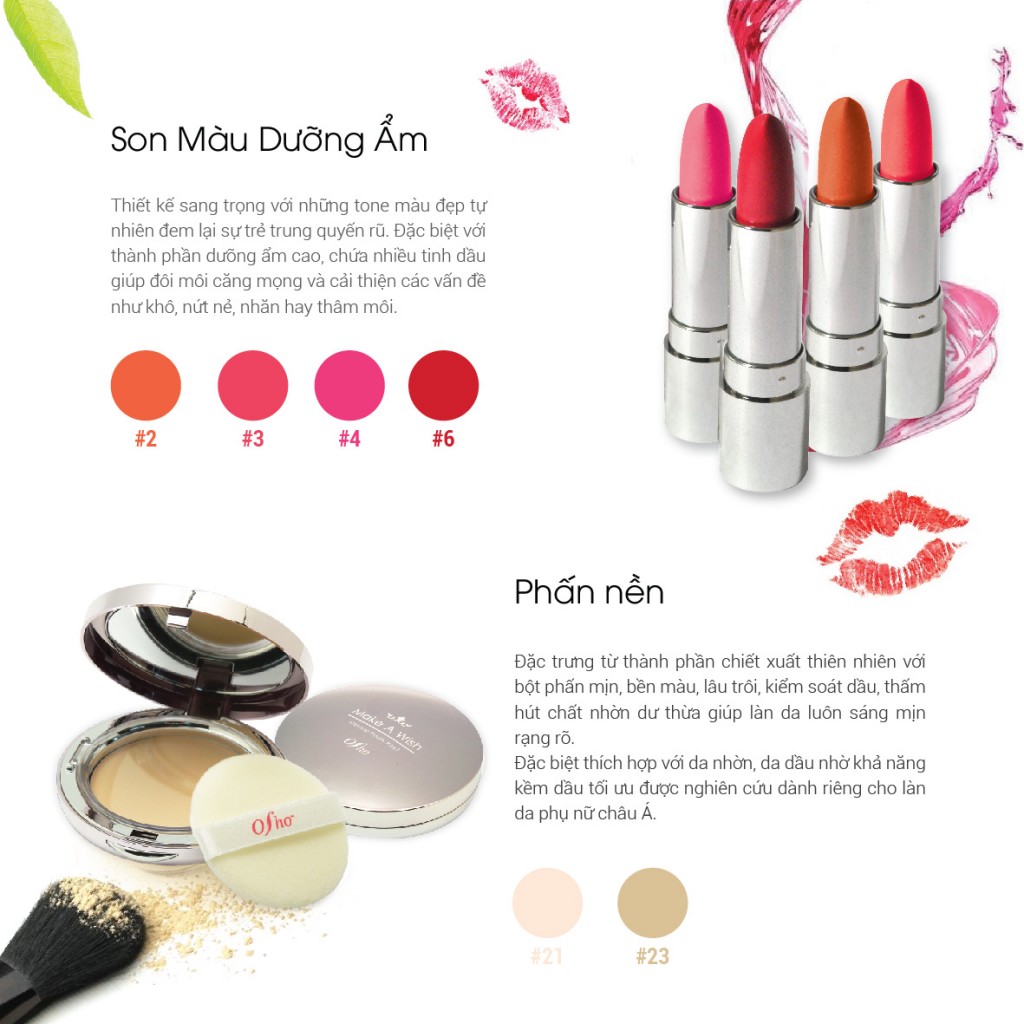 Son Màu Dưỡng Ẩm
Thiết kế sang trọng với những tone màu đẹp tự
nhiên đem lại sự trẻ trung quyến rũ. Đặc biệt với
thành phần dưỡng ẩm cao, chứa nhiều tinh dầu
giúp đôi môi căng mọng và cải thiện các vấn đề
như khô, nứt nẻ, nhăn hay thâm môi.
#2 #3 #4 #6
Phấn nền
Đặc trưng từ thành phần chiết xuất thiên nhiên với
bột phấn mịn, bền màu, lâu trôi, kiểm soát dầu, thấm
hút chất nhờn dư thừa giúp làn da luôn sáng mịn
rạng rỡ.
Đặc biệt thích hợp với da nhờn, da dầu nhờ khả năng
kềm dầu tối ưu được nghiên cứu dành riêng cho làn
da phụ nữ châu Á.
Make A Wish
Ofho
Ofho
#21 #23